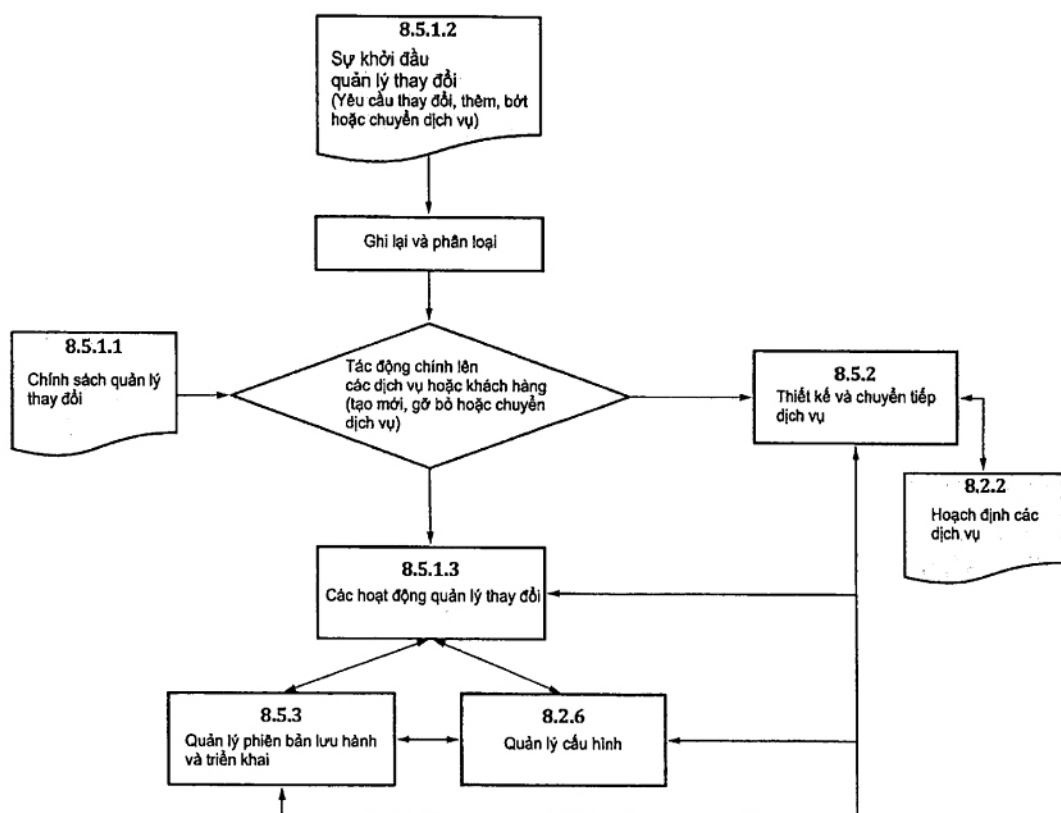 8.5.1.2
Sự khởi đầu
quản lý thay đổi
(Yêu cầu thay đổi, thêm, bớt
hoặc chuyển dịch vụ)
Ghi lại và phân loại
8.5.1.1
Chính sách quản lý
thay đổi
Tác động chính lên
các dịch vụ hoặc khách hàng
(tạo mới, gỡ bỏ hoặc chuyển
dịch vụ)
8.5.2
Thiết kế và chuyển tiếp
dịch vụ
8.2.2
Hoạch định các
dịch vụ
8.5.1.3
Các hoạt động quản lý thay đổi
8.5.3
Quản lý phiên bản lưu hành
và triển khai
8.2.6
Quản lý cấu hình